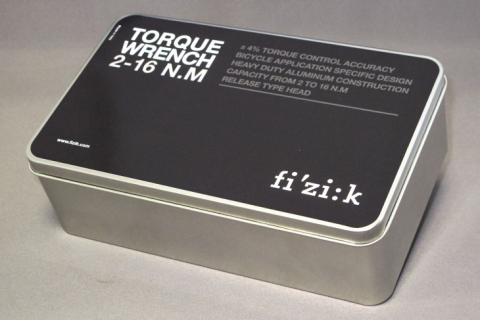 TORQUE
WRENCH
2-16 N.M
± 4% TORQUE CONTROL ACCURACY
BICYCLE APPLICATION SPECIFIC DESIGN
HEAVY DUTY ALUMINUM CONSTRUCTION
CAPACITY FROM 2 TO 16 N.M
RELEASE TYPE HEAD
www.fizik.com
fi'zi:k